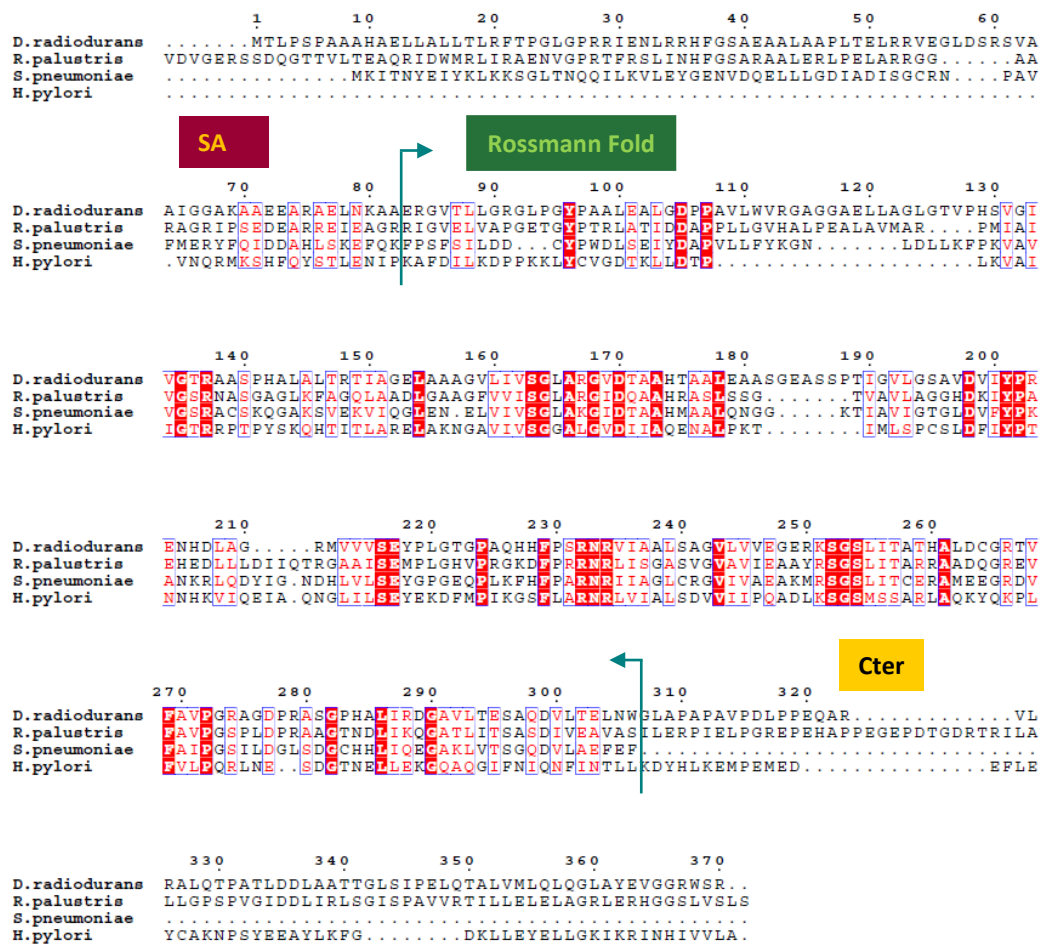 1 10 20 30 40 50 60
D.radiodurans .......MTLPSPAAAHAELLALLTLRFTPGLGPRRIENLRRHFGSAEAALAAPLTELRRVEGLDSRSVA
R.palustris VDVGERSSDQGTTVLTEAQRIDWMRLIRAENVGPRTFRSLINHFGSARAALERLPELARRGG....AA
S.pneumoniae ...............MKITNYEIYKLKKSGLTNQQILKVLEYGENVDQELLLGDIADISGCRN...PAV
H.pylori ....................................................................
SA
Rossmann Fold
70 80 90 100 110 120 130
D.radiodurans AIGGAKAAEEARAELNKAAERGVTLLGRGLPGYPAALEALGDPPAVLWVRGAGGAELLAGLGTVPHSVGI
R.palustris RAGRIPSEDEARREIEAGRRIGVELVAPGETGYPTRLATIDDAPPLLGVHALPEALAVMAR...PMIAI
S.pneumoniae FMERYFQIDDAHLSKEFQKFPSFSILDD..CYPWDLSEIYDAPVLLFYKGN.....LDLLKFPKVAV
H.pylori .VNQRMKSHFQYSTLENIPKAFDILKDPPKKLYCVGDTKLLDTP...............LKVAI
140 150 160 170 180 190 200
D.radiodurans VGTRAASPHALALTRTIAGELAAAGVLIVSGLARGVDTAAHTAALEAASGEASSPTIGVLGSAVDVIYPR
R.palustris VGSRNASGAGLKFAGQLAADLGAAGFVVISGLARGIDQAAHRASLSSG.......TVAVLAGGHDKIYPA
S.pneumoniae VGSRACSKQGAKSVEKVIQGLEN.ELVIVSGLAKGIDTAAHMAALQNGG......KTIAVIGTGLDVFYPK
H.pylori IGTRRPTPYSKQHTITLARELAKNGAVIVSGGALGVDIIAQENALPKT.......IMLSPCSLDFIYPT
210 220 230 240 250 260
D.radiodurans ENHDLAG.....RMVVVSEYPLGTGPAQHHFPSRNRVIAALSAGVLVVEGERKSGSLITATHALDCGRTV
R.palustris EHEDLLLDIIQTRGAAISEMPLGHVPRGKDFPRRNRLISGASVGVAVIEAAYRSGSLITARRAADQGREV
S.pneumoniae ANKRLQDYIG.NDHLVLSEYGPGEQPLKFHFPARNRIIAGLCRGVIVAEAKMRSGSLITCERAMEEGRDV
H.pylori NNHKVIQEIA.QNGLILSEYEKDFMPIKGSFLARNRLVIALSDVVIIPQADLKSGSMSSARLAQKYQKPL
Cter
270 280 290 300 310 320
D.radiodurans FAVPGRAGDPRASGPHALIRDGAVLTESAQDVLTELNWGLAPAPAVPDLPPEQAR.........VL
R.palustris FAVPGSPLDPRAAGTNDLIKQGATLITSASDIVEAVASILERPIELPGREPEHAPPEGEPDTGDRTRILA
S.pneumoniae FAIPGSILDGLSDGCHHLIQEGAKLVTSGQDVLAEFEF................................
H.pylori FVLPQRLNE..SDGTNELLEKGQAQGIFNIQNFINTLLKDYHLKEMPEMED............EFLE
330 340 350 360 370
D.radiodurans RALQTPATLDDLAATTGLSIPELQTALVMLQLQGLAYEVGGRWSR..
R.palustris LLGPSPVGIDDLIRLSGISPAVVRTILLELELAGRLERHGGSLVSLS
S.pneumoniae ...............................................
H.pylori YCAKNPSYEEAYLKFG........DKLLEYELLGKIKRINHIVVLA.